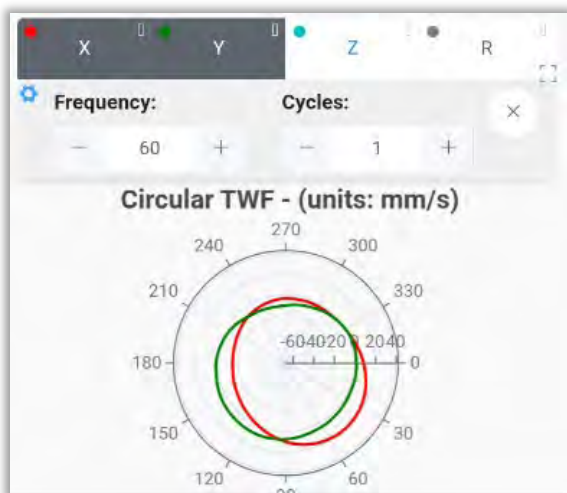 X Y Z R
Frequency: Cycles:
− 60 + − 1 + ×
Circular TWF - (units: mm/s)
270
240 300
210 330
-60 -40 -20 0 20 40
180 0
150 30
120 60
90